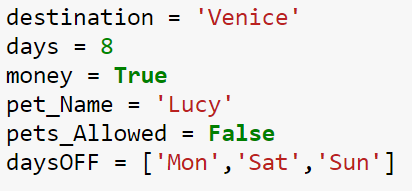 destination = 'Venice'
days = 8
money = True
pet_Name = 'Lucy'
pets_Allowed = False
daysOFF = ['Mon','Sat','Sun']